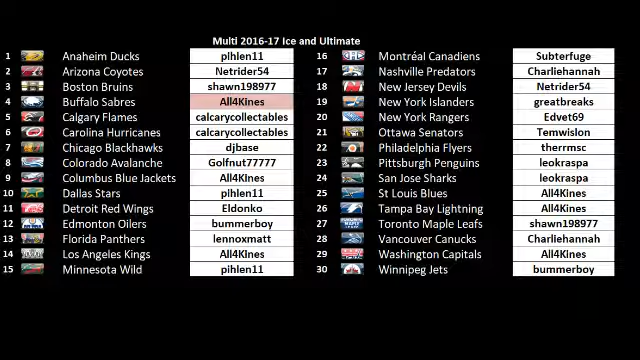 Multi 2016-17 Ice and Ultimate
1 Anaheim Ducks pihlen11
2 Arizona Coyotes Netrider54
3 Boston Bruins shawn198977
4 Buffalo Sabres All4Kines
5 Calgary Flames calcarycollectables
6 Carolina Hurricanes calcarycollectables
7 Chicago Blackhawks djbase
8 Colorado Avalanche Golfnut77777
9 Columbus Blue Jackets All4Kines
10 Dallas Stars pihlen11
11 Detroit Red Wings Eldonko
12 Edmonton Oilers bummerboy
13 Florida Panthers lennoxmatt
14 Los Angeles Kings All4Kines
15 Minnesota Wild pihlen11
16 Montréal Canadiens Subterfuge
17 Nashville Predators Charliehannah
18 New Jersey Devils Netrider54
19 New York Islanders greatbreaks
20 New York Rangers Edvet69
21 Ottawa Senators Temwislon
22 Philadelphia Flyers therrmsc
23 Pittsburgh Penguins leokraspa
24 San Jose Sharks leokraspa
25 St Louis Blues All4Kines
26 Tampa Bay Lightning All4Kines
27 Toronto Maple Leafs shawn198977
28 Vancouver Canucks Charliehannah
29 Washington Capitals All4Kines
30 Winnipeg Jets bummerboy